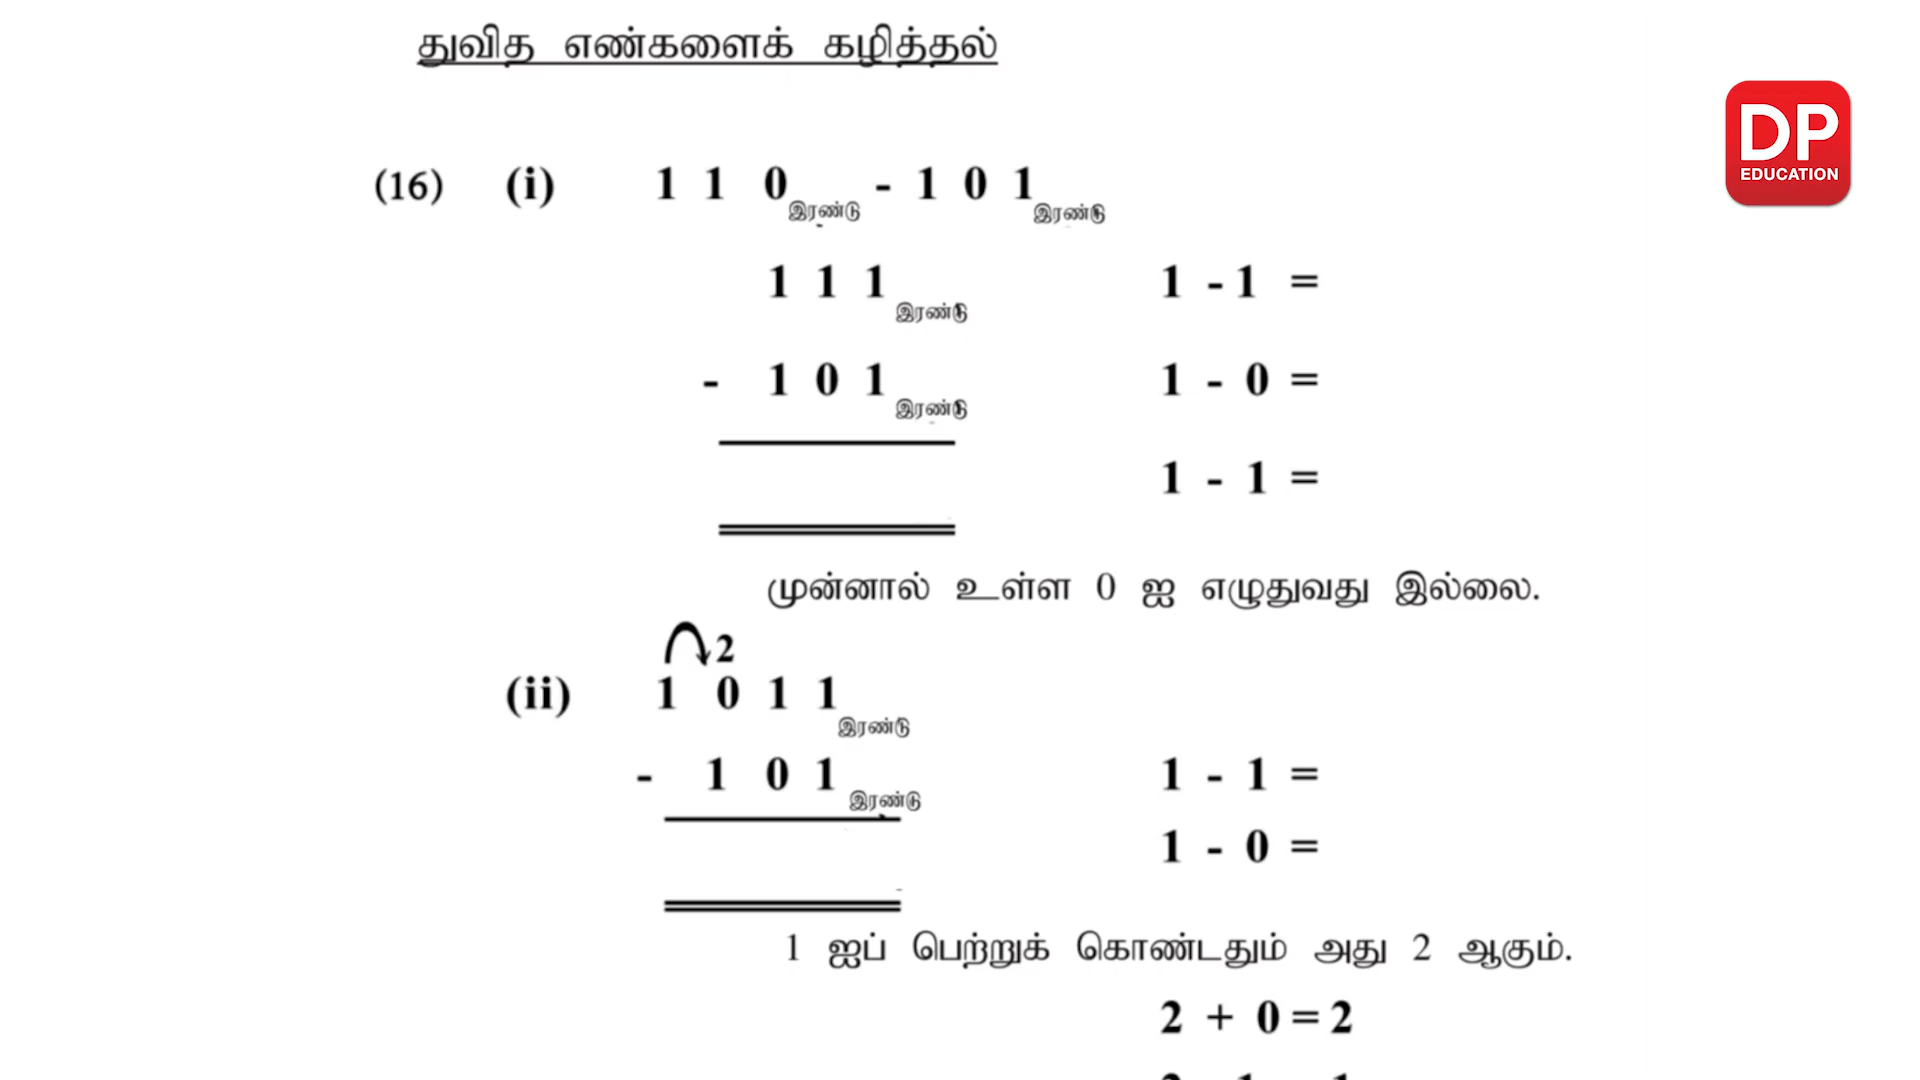 துவித எண்களைக் கழித்தல்
DP
EDUCATION
(16) (i) 1 1 0இரண்டு - 1 0 1இரண்டு
1 1 1இரண்டு 1 - 1 =
- 1 0 1இரண்டு 1 - 0 =
1 - 1 =
முன்னால் உள்ள 0 ஐ எழுதுவது இல்லை.
2
(ii) 1 0 1 1இரண்டு
- 1 0 1இரண்டு 1 - 1 =
1 - 0 =
1 ஐப் பெற்றுக் கொண்டதும் அது 2 ஆகும்.
2 + 0 = 2